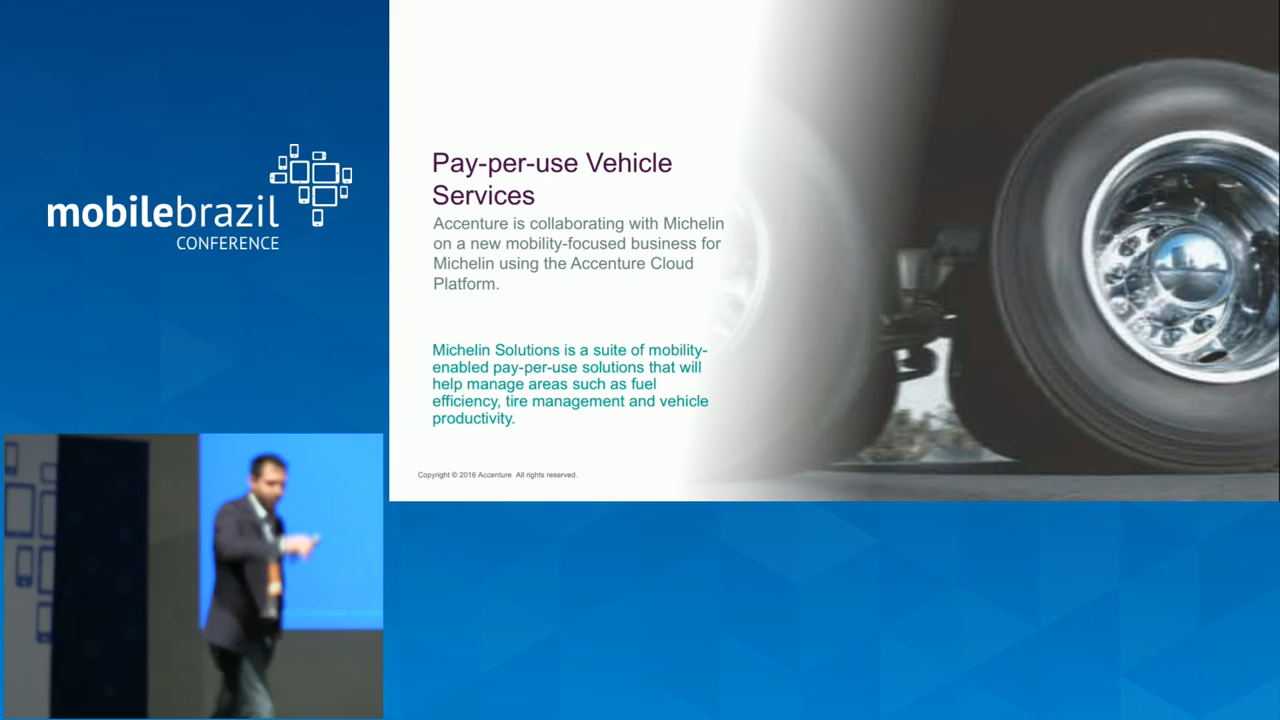 mobilebrazil
CONFERENCE
Pay-per-use Vehicle
Services
Accenture is collaborating with Michelin
on a new mobility-focused business for
Michelin using the Accenture Cloud
Platform.
Michelin Solutions is a suite of mobility-
enabled pay-per-use solutions that will
help manage areas such as fuel
efficiency, tire management and vehicle
productivity.
Copyright © 2016 Accenture All rights reserved.